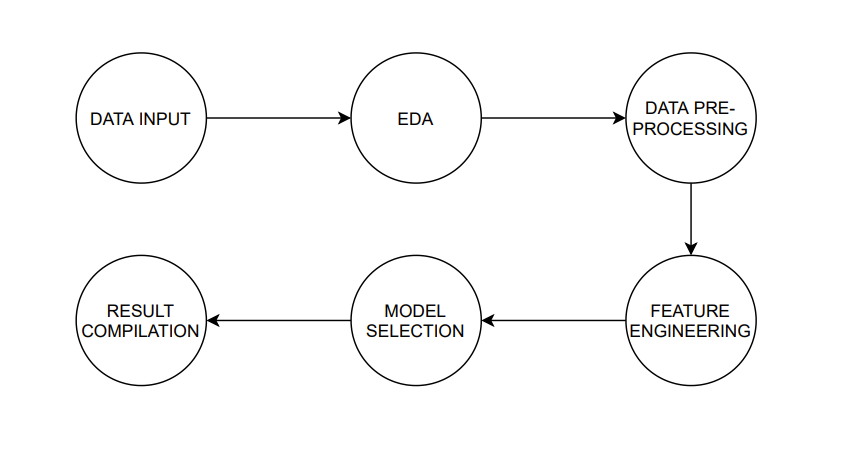 DATA INPUT
EDA
DATA PRE-
PROCESSING
FEATURE
ENGINEERING
MODEL
SELECTION
RESULT
COMPILATION